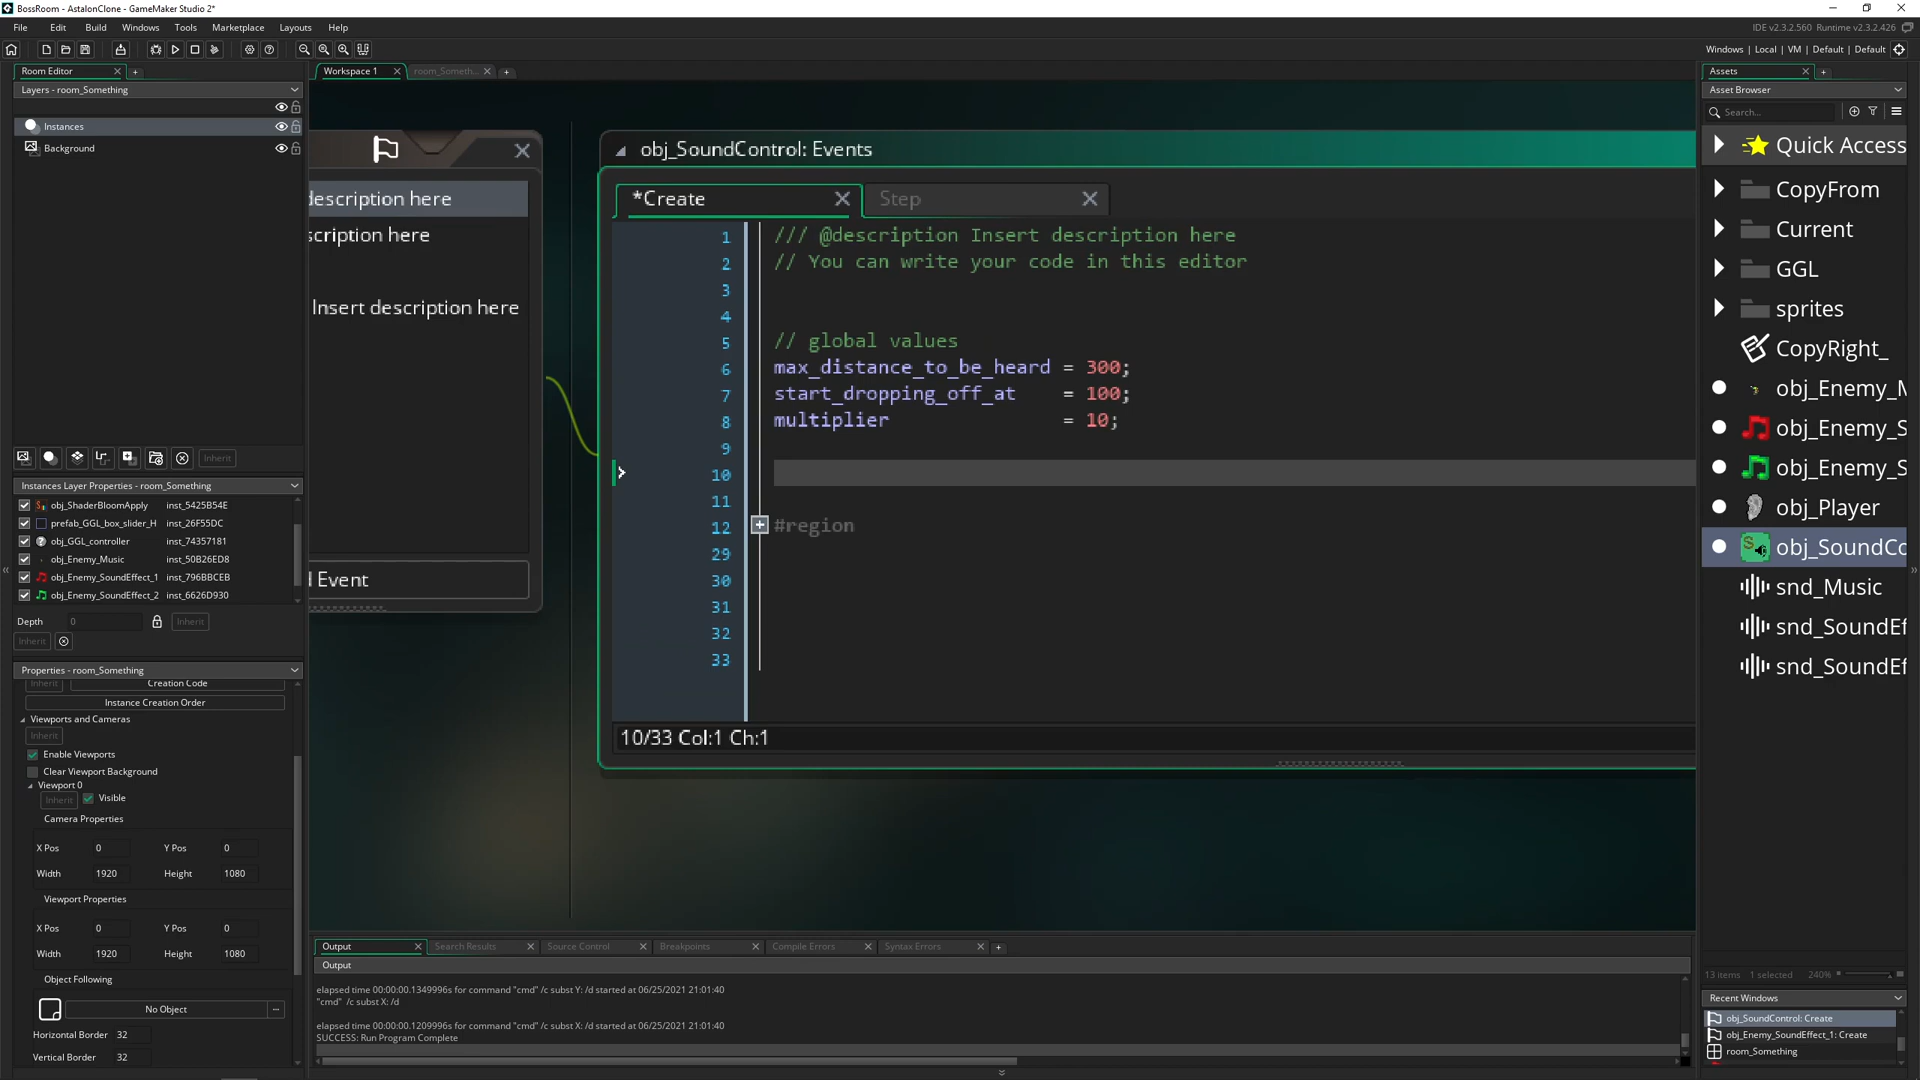 BossRoom - AstalonClone - GameMaker Studio 2*
File Edit Build Windows Tools Marketplace Layouts Help
IDE v2.3.2.560 Runtime v2.3.2.426
Windows | Local | VM | Default | Default
Room Editor
Layers - room_Something
Instances
Background
Inherit
Instances Layer Properties - room_Something
obj_ShaderBloomApply inst_5425B54E
prefab_GGL_box_slider_H inst_26F55DC
obj_GGL_controller inst_74357181
obj_Enemy_Music inst_50B26ED8
obj_Enemy_SoundEffect_1 inst_796BBCEB
obj_Enemy_SoundEffect_2 inst_6626D930
Depth 0 Inherit
Inherit
Properties - room_Something
Inherit Creation Code
Instance Creation Order
Viewports and Cameras
Inherit
Enable Viewports
Clear Viewport Background
Viewport 0
Inherit Visible
Camera Properties
X Pos 0 Y Pos 0
Width 1920 Height 1080
Viewport Properties
X Pos 0 Y Pos 0
Width 1920 Height 1080
Object Following
No Object ...
Horizontal Border 32
Vertical Border 32
Workspace 1 room_Someth...
description here
scription here
Insert description here
d Event
obj_SoundControl: Events
*Create Step
1 /// @description Insert description here
2 // You can write your code in this editor
3
4
5 // global values
6 max_distance_to_be_heard = 300;
7 start_dropping_off_at = 100;
8 multiplier = 10;
9
10
11
12 #region
29
30
31
32
33
10/33 Col:1 Ch:1
Output Search Results Source Control Breakpoints Compile Errors Syntax Errors
Output
elapsed time 00:00:00.1349996s for command "cmd" /c subst Y: /d started at 06/25/2021 21:01:40
"cmd" /c subst X: /d
elapsed time 00:00:00.1209996s for command "cmd" /c subst X: /d started at 06/25/2021 21:01:40
SUCCESS: Run Program Complete
Assets
Asset Browser
Search...
Quick Access
CopyFrom
Current
GGL
sprites
CopyRight_
obj_Enemy_M
obj_Enemy_S
obj_Enemy_S
obj_Player
obj_SoundCo
snd_Music
snd_SoundEf
snd_SoundEf
13 items 1 selected 240%
Recent Windows
obj_SoundControl: Create
obj_Enemy_SoundEffect_1: Create
room_Something